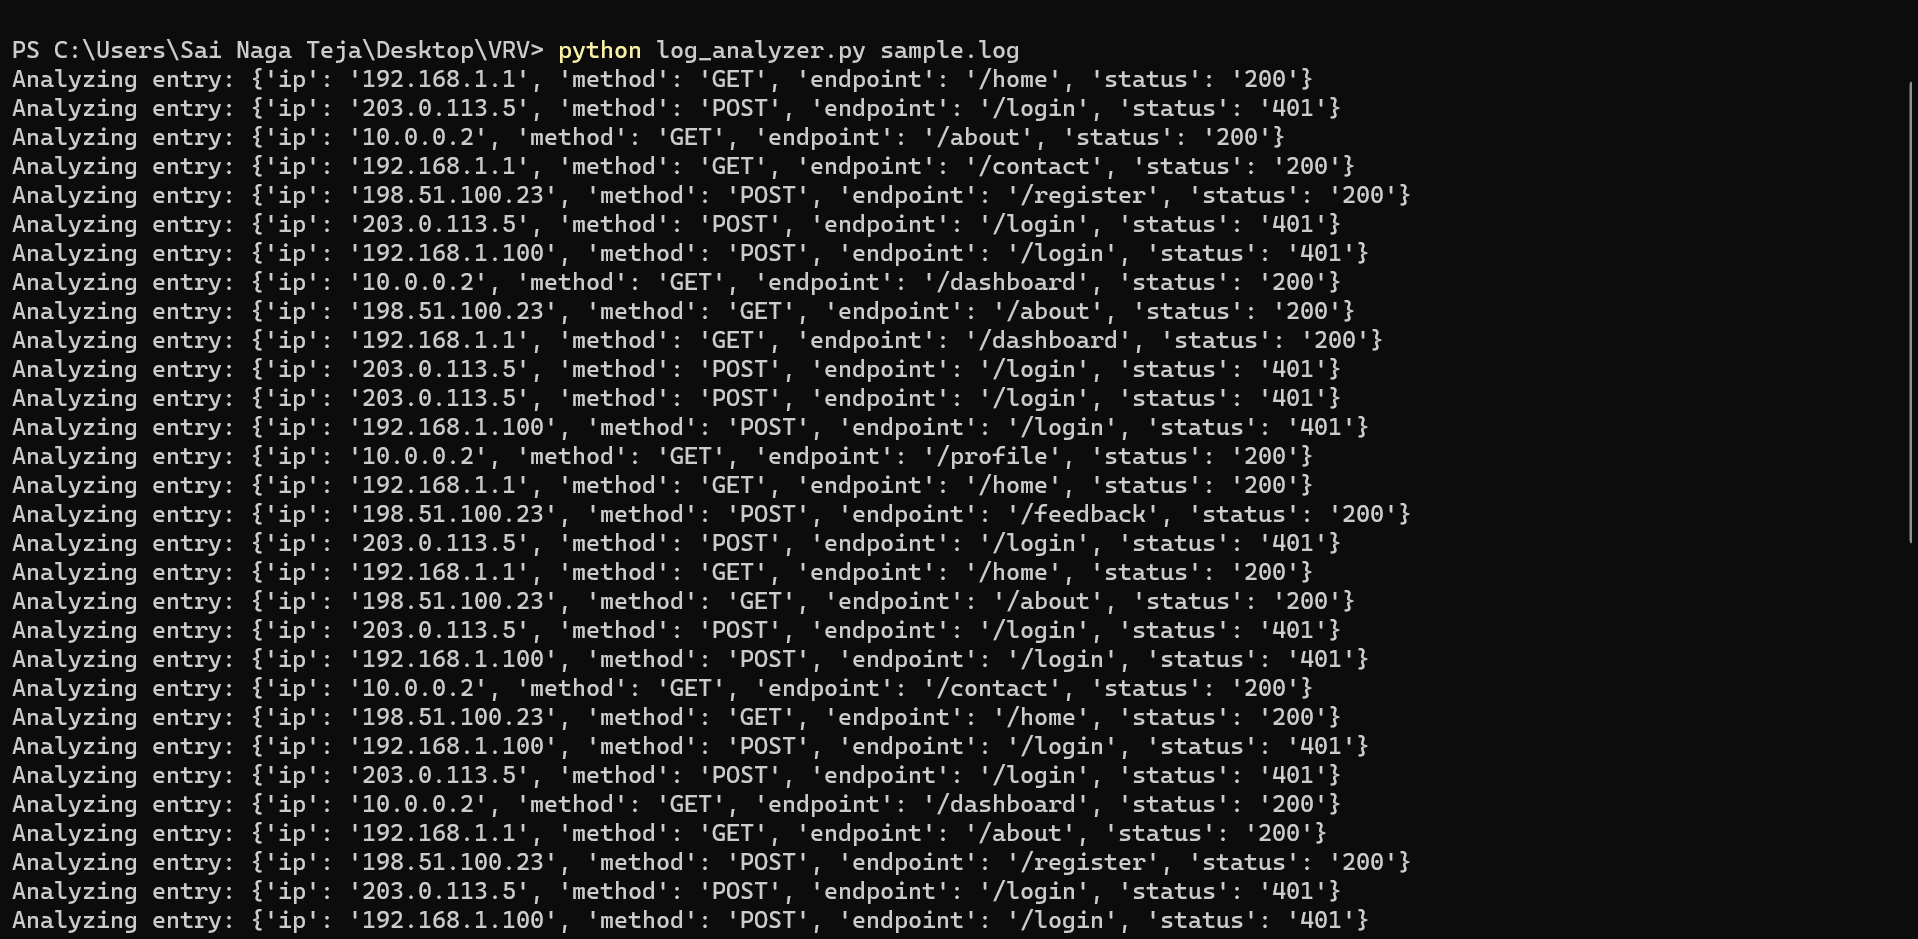 PS C:\Users\Sai Naga Teja\Desktop\VRV> python log_analyzer.py sample.log
Analyzing entry: {'ip': '192.168.1.1', 'method': 'GET', 'endpoint': '/home', 'status': '200'}
Analyzing entry: {'ip': '203.0.113.5', 'method': 'POST', 'endpoint': '/login', 'status': '401'}
Analyzing entry: {'ip': '10.0.0.2', 'method': 'GET', 'endpoint': '/about', 'status': '200'}
Analyzing entry: {'ip': '192.168.1.1', 'method': 'GET', 'endpoint': '/contact', 'status': '200'}
Analyzing entry: {'ip': '198.51.100.23', 'method': 'POST', 'endpoint': '/register', 'status': '200'}
Analyzing entry: {'ip': '203.0.113.5', 'method': 'POST', 'endpoint': '/login', 'status': '401'}
Analyzing entry: {'ip': '192.168.1.100', 'method': 'POST', 'endpoint': '/login', 'status': '401'}
Analyzing entry: {'ip': '10.0.0.2', 'method': 'GET', 'endpoint': '/dashboard', 'status': '200'}
Analyzing entry: {'ip': '198.51.100.23', 'method': 'GET', 'endpoint': '/about', 'status': '200'}
Analyzing entry: {'ip': '192.168.1.1', 'method': 'GET', 'endpoint': '/dashboard', 'status': '200'}
Analyzing entry: {'ip': '203.0.113.5', 'method': 'POST', 'endpoint': '/login', 'status': '401'}
Analyzing entry: {'ip': '203.0.113.5', 'method': 'POST', 'endpoint': '/login', 'status': '401'}
Analyzing entry: {'ip': '192.168.1.100', 'method': 'POST', 'endpoint': '/login', 'status': '401'}
Analyzing entry: {'ip': '10.0.0.2', 'method': 'GET', 'endpoint': '/profile', 'status': '200'}
Analyzing entry: {'ip': '192.168.1.1', 'method': 'GET', 'endpoint': '/home', 'status': '200'}
Analyzing entry: {'ip': '198.51.100.23', 'method': 'POST', 'endpoint': '/feedback', 'status': '200'}
Analyzing entry: {'ip': '203.0.113.5', 'method': 'POST', 'endpoint': '/login', 'status': '401'}
Analyzing entry: {'ip': '192.168.1.1', 'method': 'GET', 'endpoint': '/home', 'status': '200'}
Analyzing entry: {'ip': '198.51.100.23', 'method': 'GET', 'endpoint': '/about', 'status': '200'}
Analyzing entry: {'ip': '203.0.113.5', 'method': 'POST', 'endpoint': '/login', 'status': '401'}
Analyzing entry: {'ip': '192.168.1.100', 'method': 'POST', 'endpoint': '/login', 'status': '401'}
Analyzing entry: {'ip': '10.0.0.2', 'method': 'GET', 'endpoint': '/contact', 'status': '200'}
Analyzing entry: {'ip': '198.51.100.23', 'method': 'GET', 'endpoint': '/home', 'status': '200'}
Analyzing entry: {'ip': '192.168.1.100', 'method': 'POST', 'endpoint': '/login', 'status': '401'}
Analyzing entry: {'ip': '203.0.113.5', 'method': 'POST', 'endpoint': '/login', 'status': '401'}
Analyzing entry: {'ip': '10.0.0.2', 'method': 'GET', 'endpoint': '/dashboard', 'status': '200'}
Analyzing entry: {'ip': '192.168.1.1', 'method': 'GET', 'endpoint': '/about', 'status': '200'}
Analyzing entry: {'ip': '198.51.100.23', 'method': 'POST', 'endpoint': '/register', 'status': '200'}
Analyzing entry: {'ip': '203.0.113.5', 'method': 'POST', 'endpoint': '/login', 'status': '401'}
Analyzing entry: {'ip': '192.168.1.100', 'method': 'POST', 'endpoint': '/login', 'status': '401'}